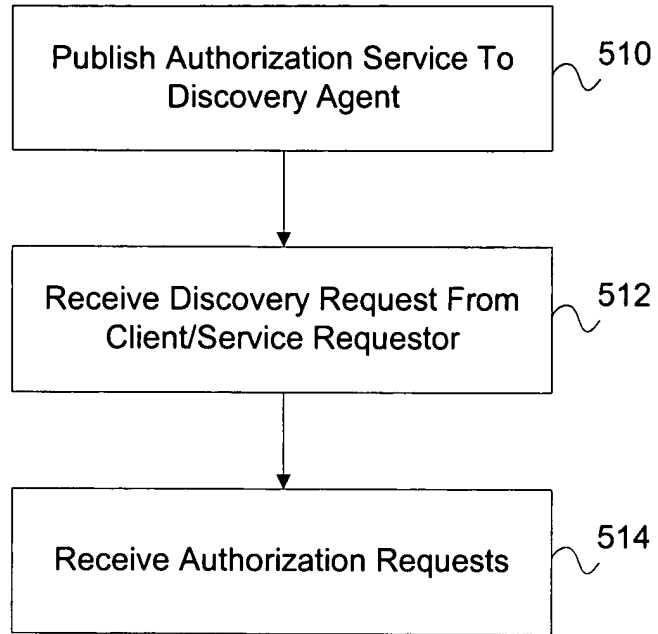 Publish Authorization Service To
Discovery Agent
510
Receive Discovery Request From
Client/Service Requestor
512
Receive Authorization Requests
514